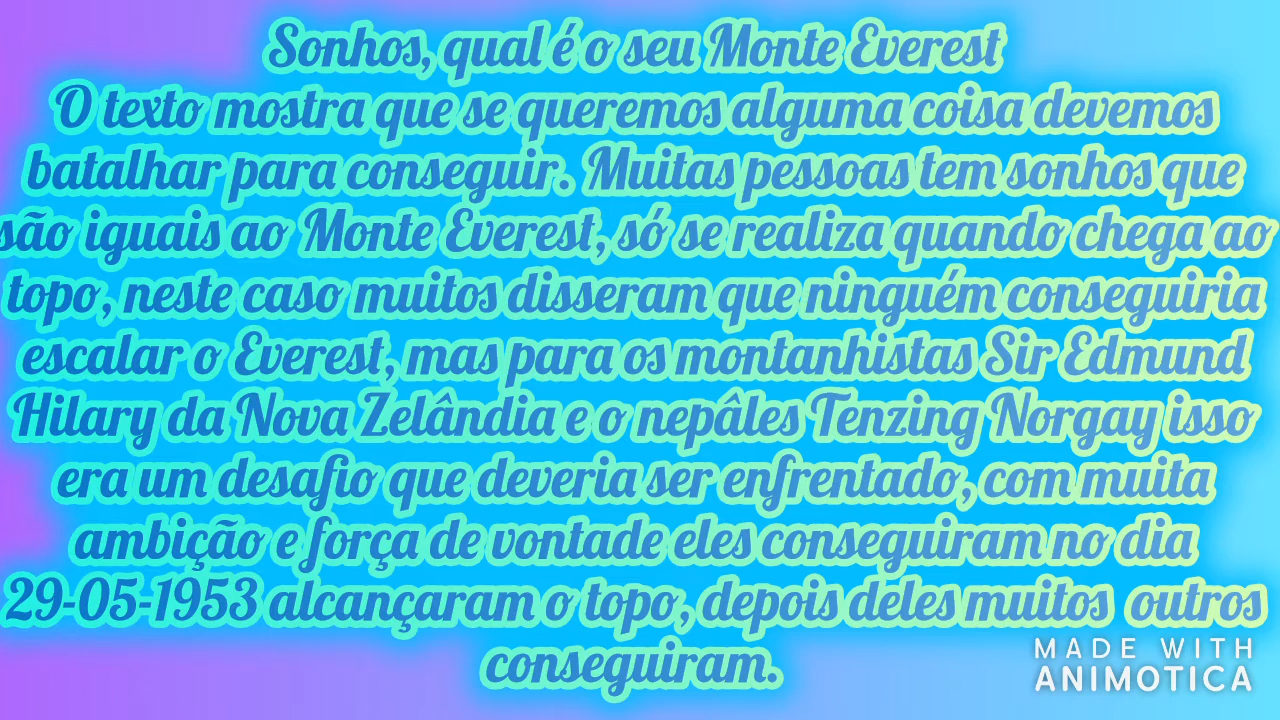 Sonhos, qual é o seu Monte Everest
O texto mostra que se queremos alguma coisa devemos
batalhar para conseguir. Muitas pessoas tem sonhos que
são iguais ao Monte Everest, só se realiza quando chega ao
topo, neste caso muitos disseram que ninguém conseguiria
escalar o Everest, mas para os montanhistas Sir Edmund
Hilary da Nova Zelândia e o nepâles Tenzing Norgay isso
era um desafio que deveria ser enfrentado, com muita
ambição e força de vontade eles conseguiram no dia
29-05-1953 alcançaram o topo, depois deles muitos outros
conseguiram.
MADE WITH
ANIMOTICA